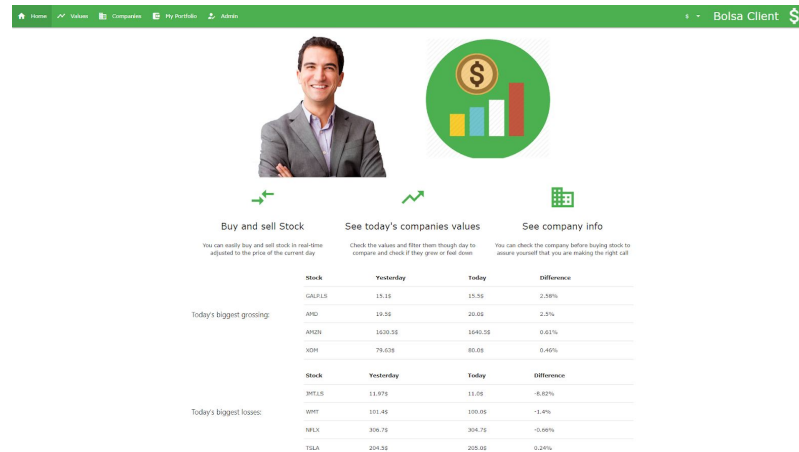 Home Values Companies My Portfolio Admin $ Bolsa Client $
$
Buy and sell Stock See today's companies values See company info
You can easily buy and sell stock in real-time Check the values and filter them though day to You can check the company before buying stock to
adjusted to the price of the current day compare and check if they grew or feel down assure yourself that you are making the right call
Stock Yesterday Today Difference
GALP.LS 15.1$ 15.5$ 2.58%
Today's biggest grossing: AMD 19.5$ 20.0$ 2.5%
AMZN 1630.5$ 1640.5$ 0.61%
XOM 79.63$ 80.0$ 0.46%
Stock Yesterday Today Difference
JMT.LS 11.97$ 11.0$ -8.82%
Today's biggest losses: WMT 101.4$ 100.0$ -1.4%
NFLX 306.7$ 304.7$ -0.66%
TSLA 204.5$ 205.0$ 0.24%